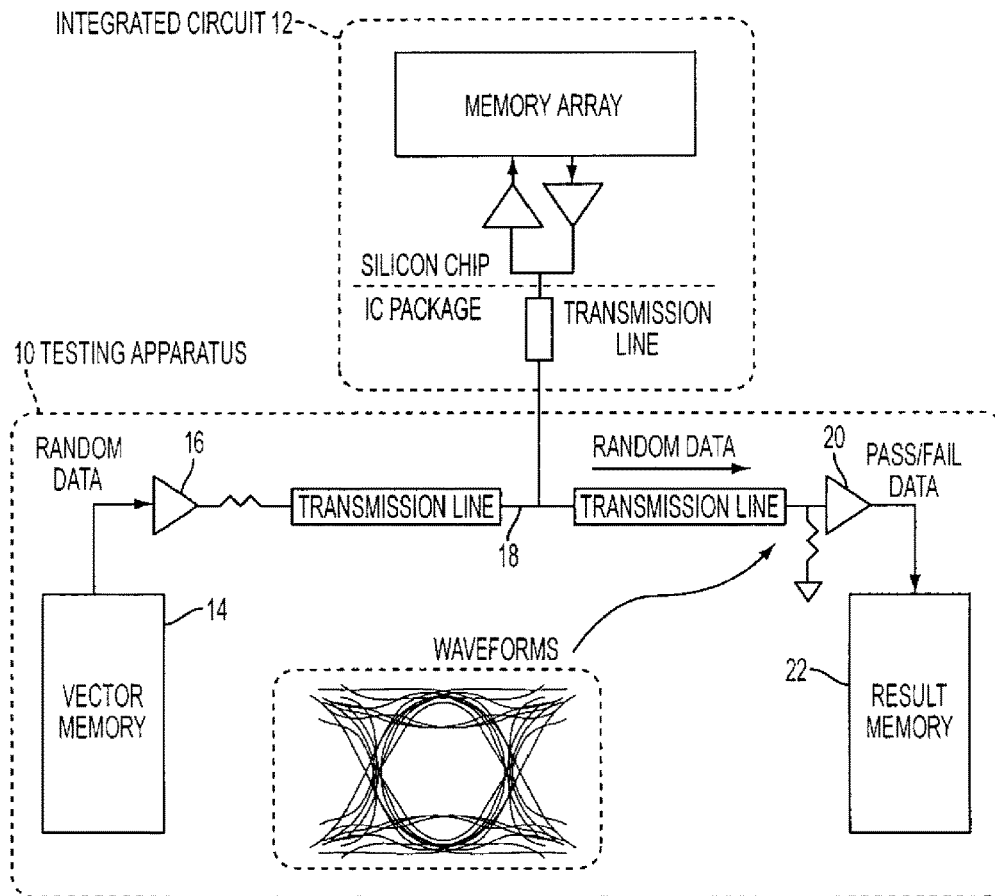 INTEGRATED CIRCUIT 12
MEMORY ARRAY
SILICON CHIP
IC PACKAGE
TRANSMISSION
LINE
10 TESTING APPARATUS
RANDOM
DATA
16
TRANSMISSION LINE
18
RANDOM DATA
TRANSMISSION LINE
20
PASS/FAIL
DATA
14
VECTOR
MEMORY
WAVEFORMS
22
RESULT
MEMORY